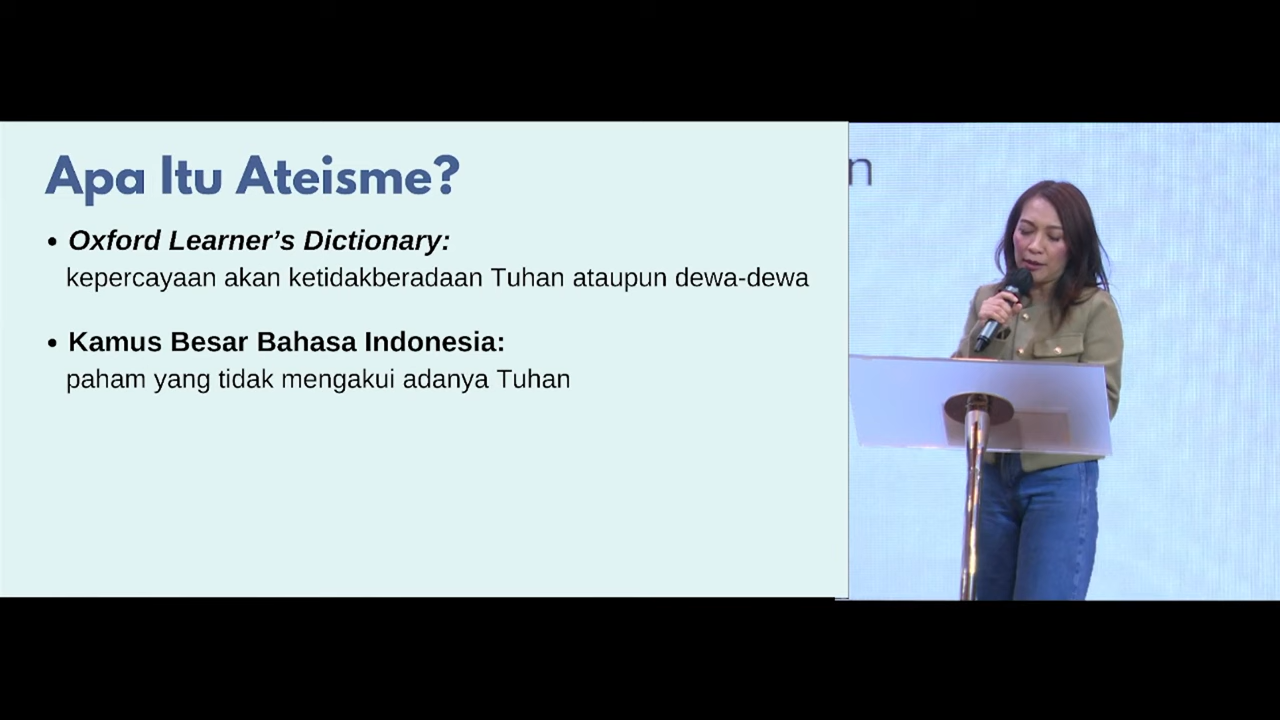 Apa Itu Ateisme?
• Oxford Learner's Dictionary:
kepercayaan akan ketidakberadaan Tuhan ataupun dewa-dewa
• Kamus Besar Bahasa Indonesia:
paham yang tidak mengakui adanya Tuhan
n